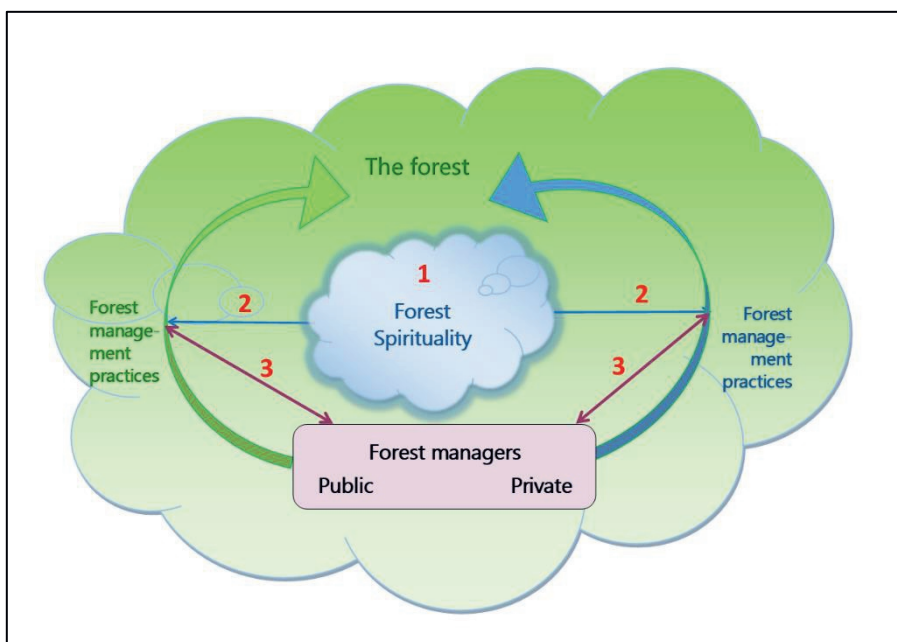 The forest
1
Forest
Spirituality
2
2
Forest
manage-
ment
practices
Forest
manage-
ment
practices
3
3
Forest managers
Public Private